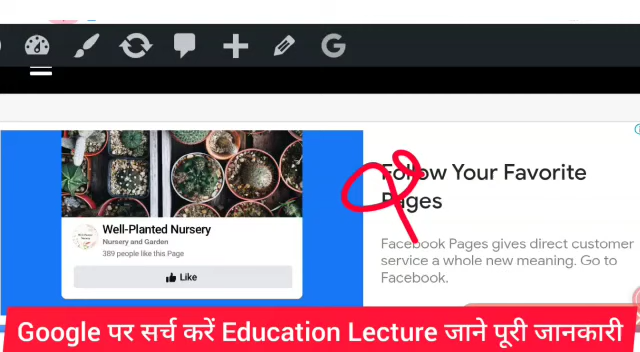 Follow Your Favorite
Pages
Well-Planted Nursery
Nursery and Garden
389 people like this Page
Like
Facebook Pages gives direct customer
service a whole new meaning. Go to
Facebook.
Google पर सर्च करें Education Lecture जाने पूरी जानकारी